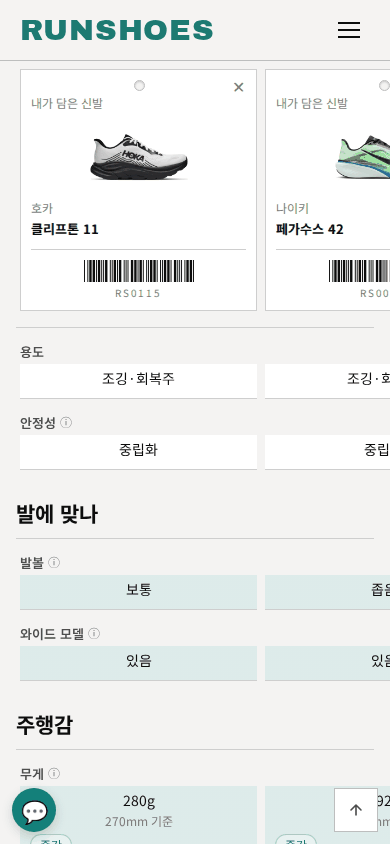 RUNSHOES
내가 담은 신발
내가 담은 신발
HOKA
호카
나이키
클리프톤 11
페가수스 42
RS0115
RS00
용도
조깅·회복주
안정성
중립화
중립
발에 맞나
발볼
보통
와이드 모델
있음
주행감
무게
280g
270mm 기준